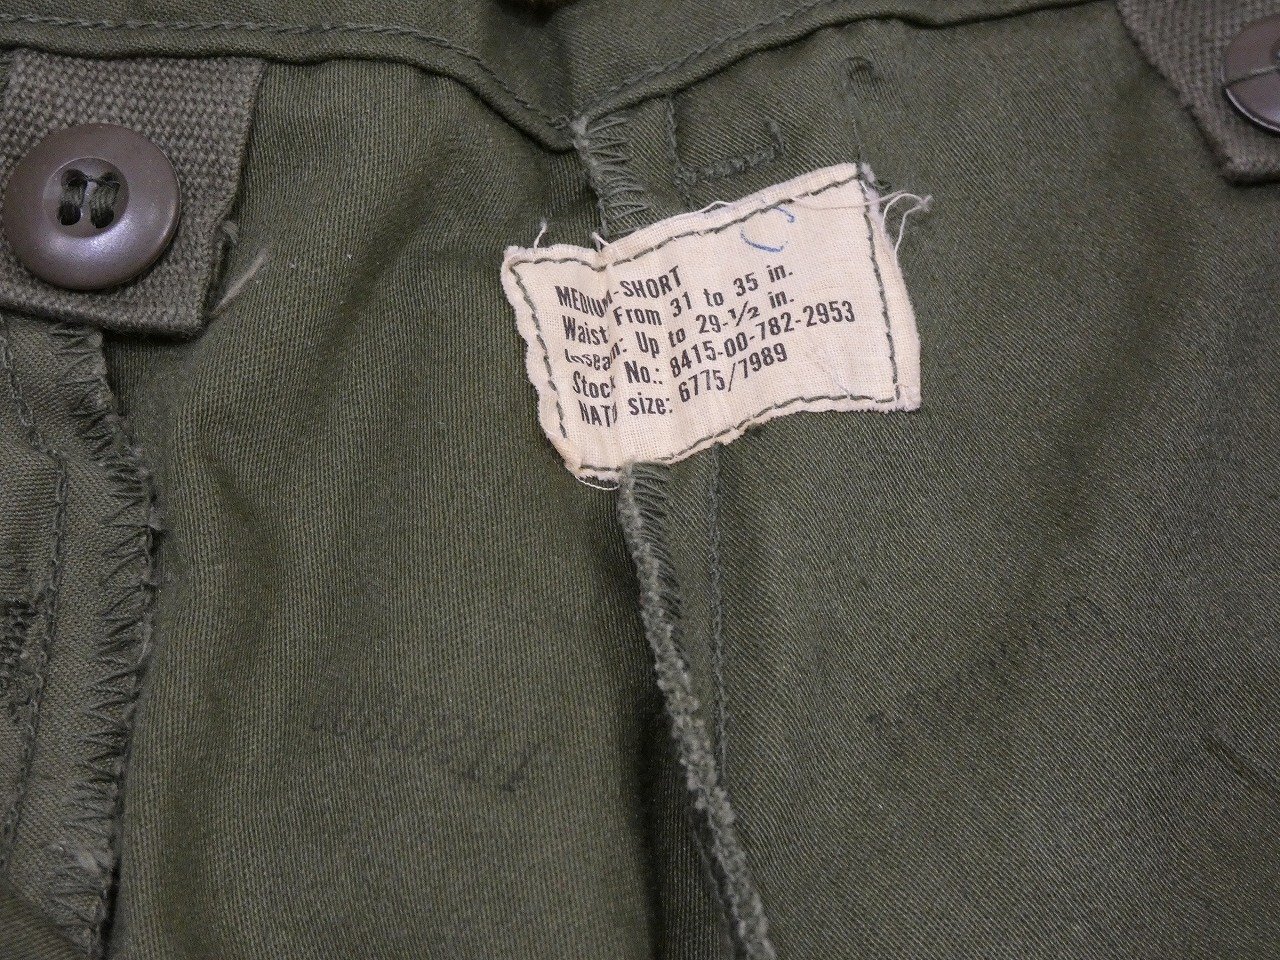 MEDIUM-SHORT
Waist: From 31 to 35 in.
Inseam: Up to 29-½ in.
Stock No.: 8415-00-782-2953
NATO size: 6775/7989